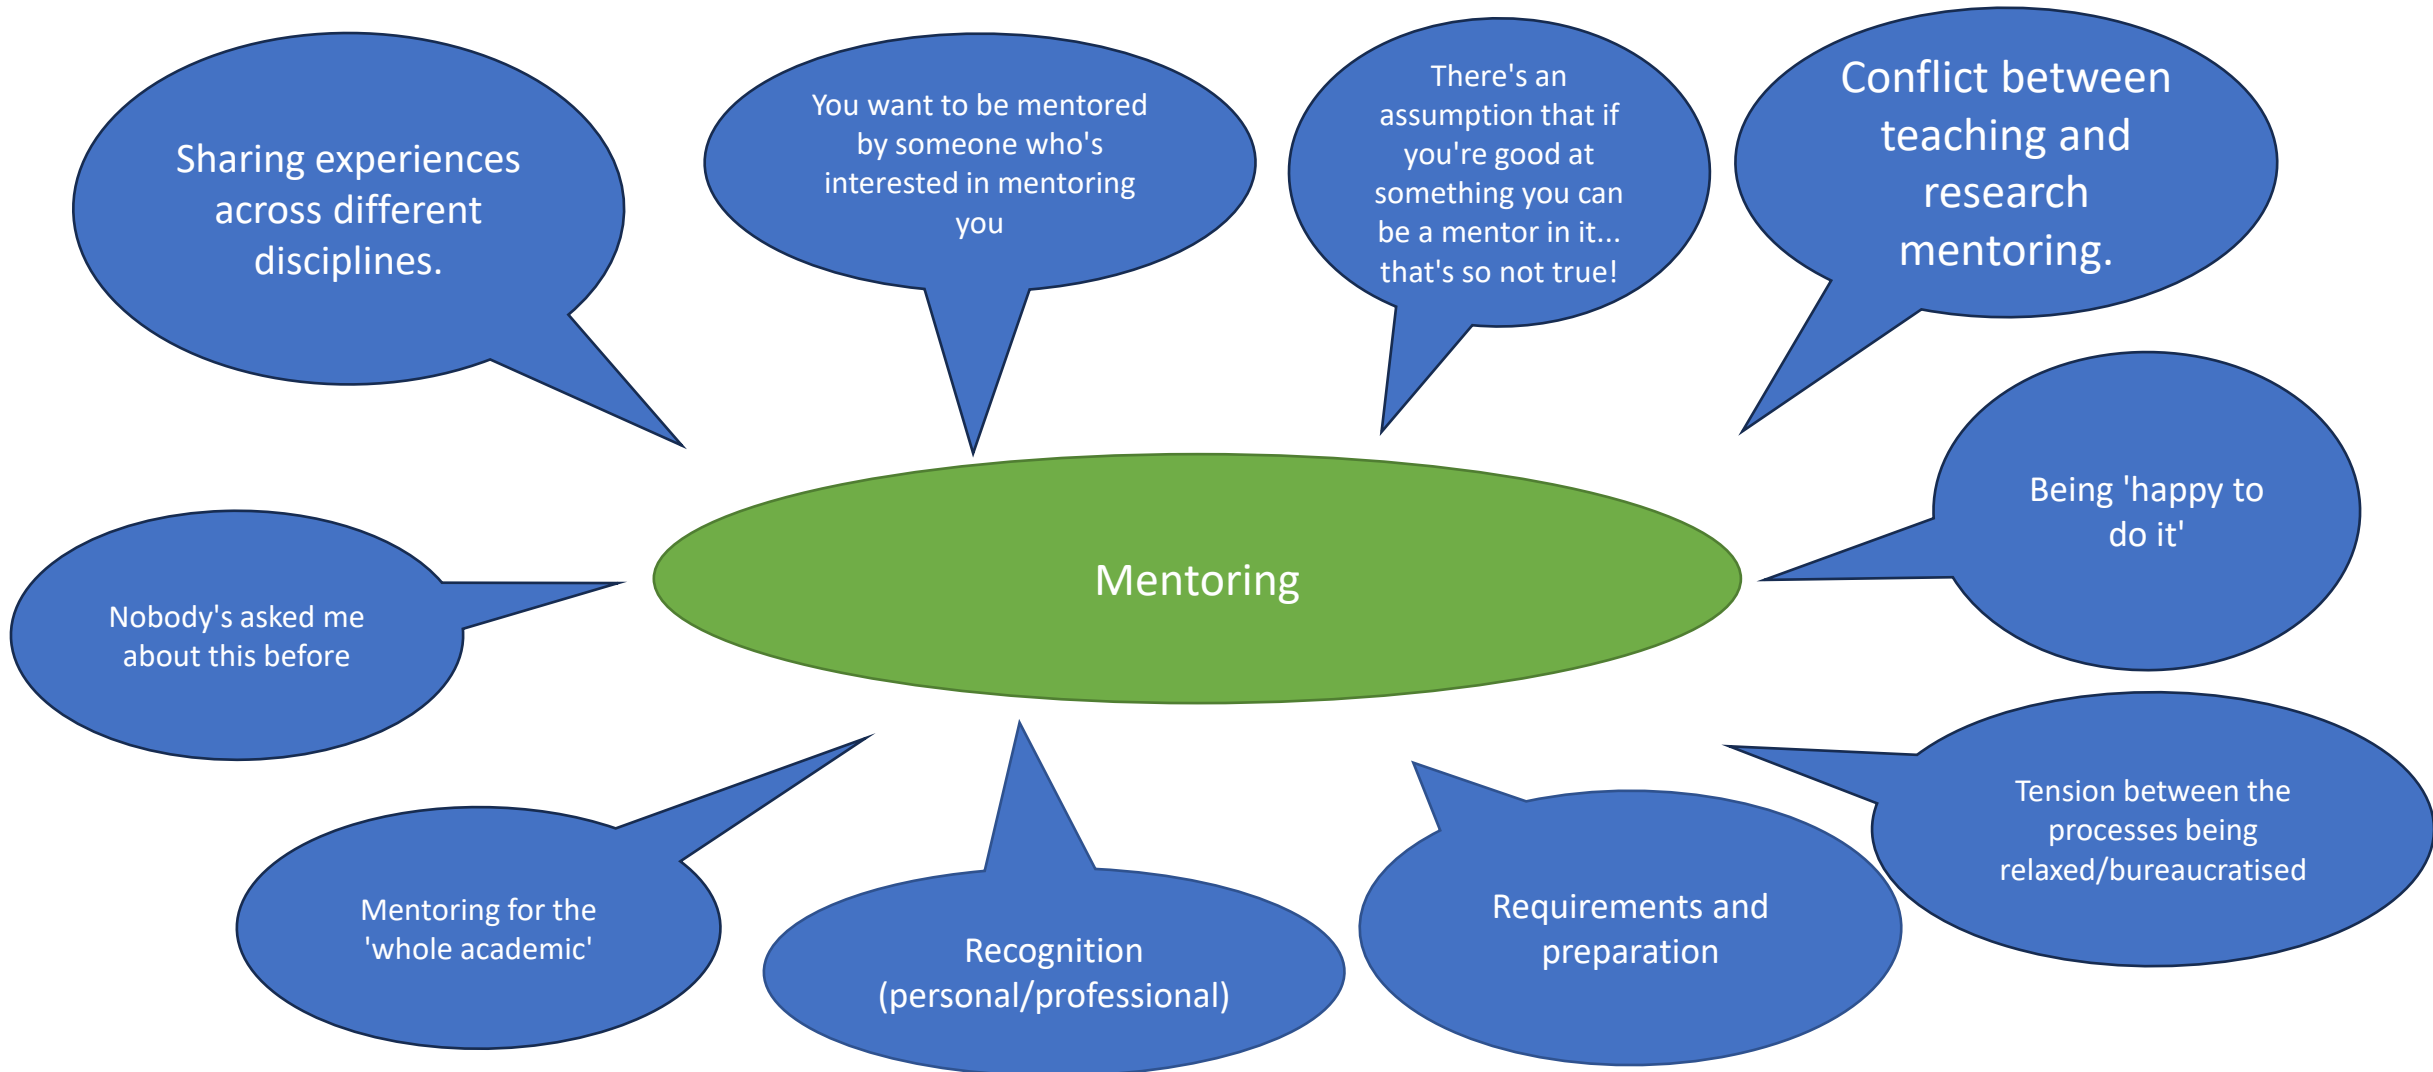 Sharing experiences
across different
disciplines.
You want to be mentored
by someone who's
interested in mentoring
you
There's an
assumption that if
you're good at
something you can
be a mentor in it...
that's so not true!
Conflict between
teaching and
research
mentoring.
Being 'happy to
do it'
Mentoring
Nobody's asked me
about this before
Tension between the
processes being
relaxed/bureaucratised
Mentoring for the
'whole academic'
Recognition
(personal/professional)
Requirements and
preparation